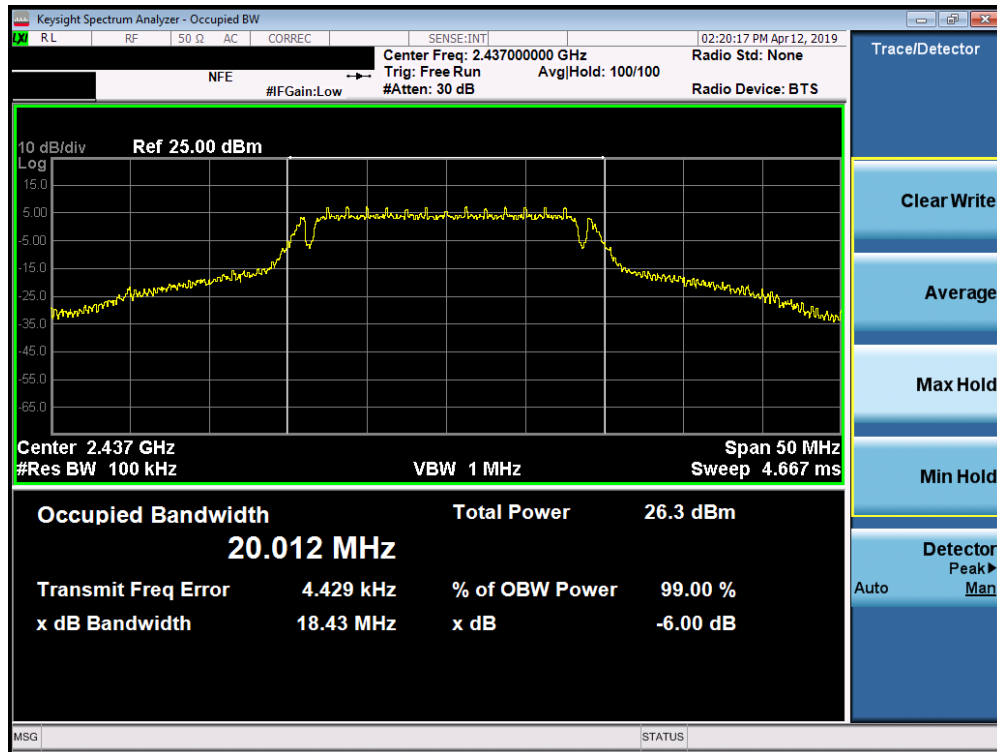 Keysight Spectrum Analyzer - Occupied BW
LXI RL RF 50 Ω AC CORREC SENSE:INT 02:20:17 PM Apr 12, 2019
Center Freq: 2.437000000 GHz Radio Std: None
NFE Trig: Free Run Avg|Hold: 100/100
#IFGain:Low #Atten: 30 dB Radio Device: BTS
10 dB/div Ref 25.00 dBm
Log
15.0
5.00
-5.00
-15.0
-25.0
-35.0
-45.0
-55.0
-65.0
Center 2.437 GHz Span 50 MHz
#Res BW 100 kHz VBW 1 MHz Sweep 4.667 ms
Occupied Bandwidth Total Power 26.3 dBm
20.012 MHz
Transmit Freq Error 4.429 kHz % of OBW Power 99.00 %
x dB Bandwidth 18.43 MHz x dB -6.00 dB
MSG STATUS
Trace/Detector
Clear Write
Average
Max Hold
Min Hold
Detector
Peak▶
Auto Man